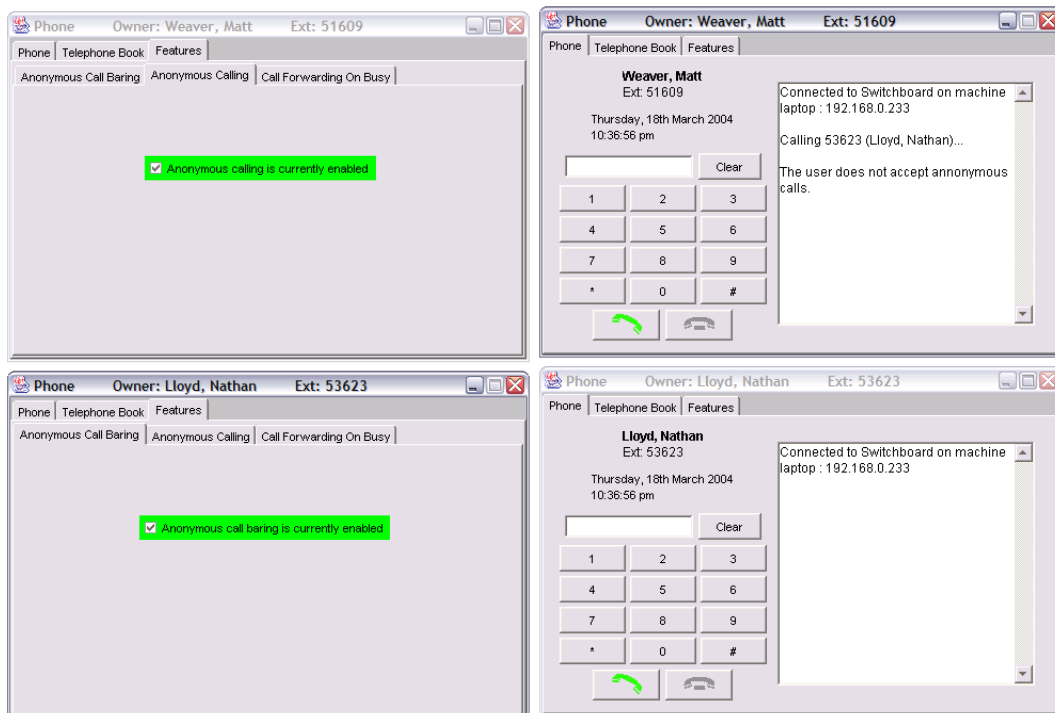 Phone Owner: Weaver, Matt Ext: 51609
Phone Telephone Book Features
Anonymous Call Baring Anonymous Calling Call Forwarding On Busy
Anonymous calling is currently enabled
Phone Owner: Weaver, Matt Ext: 51609
Phone Telephone Book Features
Weaver, Matt
Ext: 51609
Thursday, 18th March 2004
10:36:56 pm
Clear
1 2 3
4 5 6
7 8 9
* 0 #
Connected to Switchboard on machine
laptop : 192.168.0.233
Calling 53623 (Lloyd, Nathan)...
The user does not accept annonymous
calls.
Phone Owner: Lloyd, Nathan Ext: 53623
Phone Telephone Book Features
Anonymous Call Baring Anonymous Calling Call Forwarding On Busy
Anonymous call baring is currently enabled
Phone Owner: Lloyd, Nathan Ext: 53623
Phone Telephone Book Features
Lloyd, Nathan
Ext: 53623
Thursday, 18th March 2004
10:36:56 pm
Clear
1 2 3
4 5 6
7 8 9
* 0 #
Connected to Switchboard on machine
laptop : 192.168.0.233